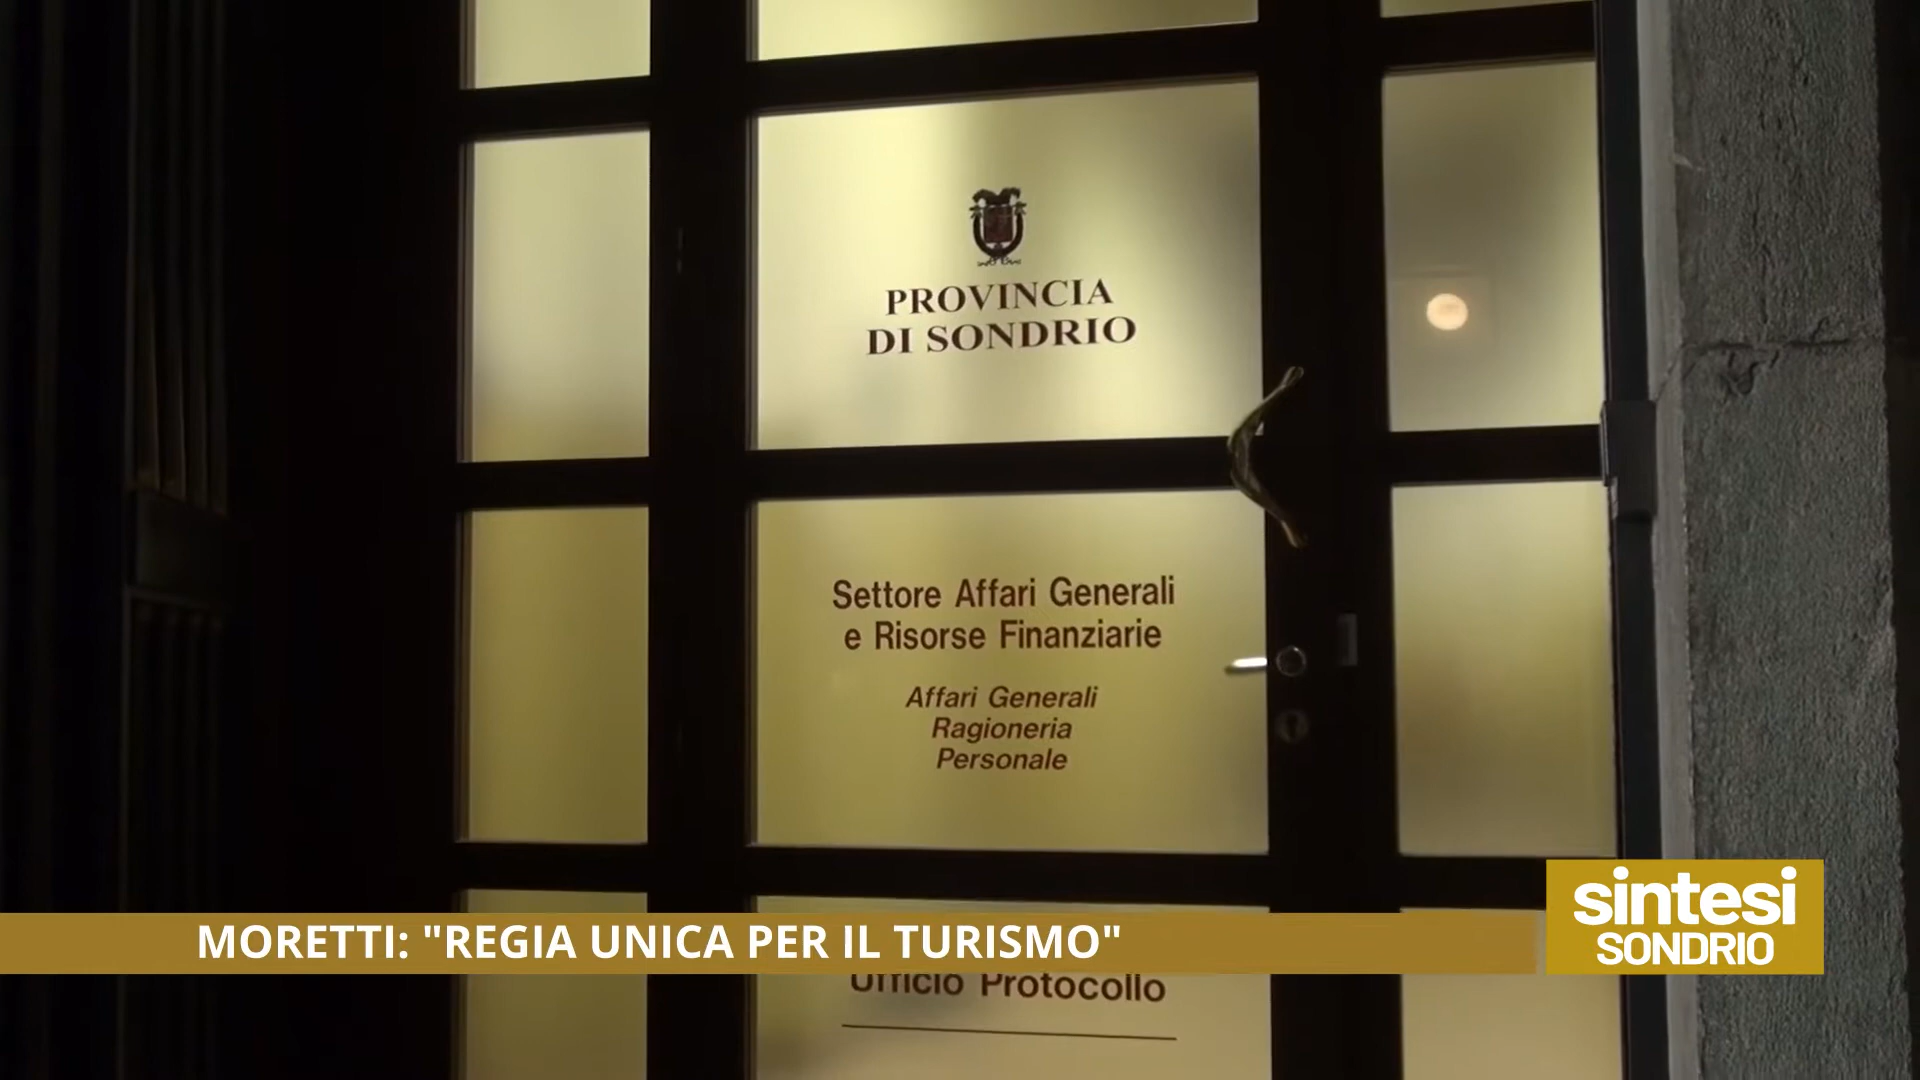 PROVINCIA
DI SONDRIO
Settore Affari Generali
e Risorse Finanziarie
Affari Generali
Ragioneria
Personale
MORETTI: "REGIA UNICA PER IL TURISMO"
sintesi
SONDRIO
Ufficio Protocollo